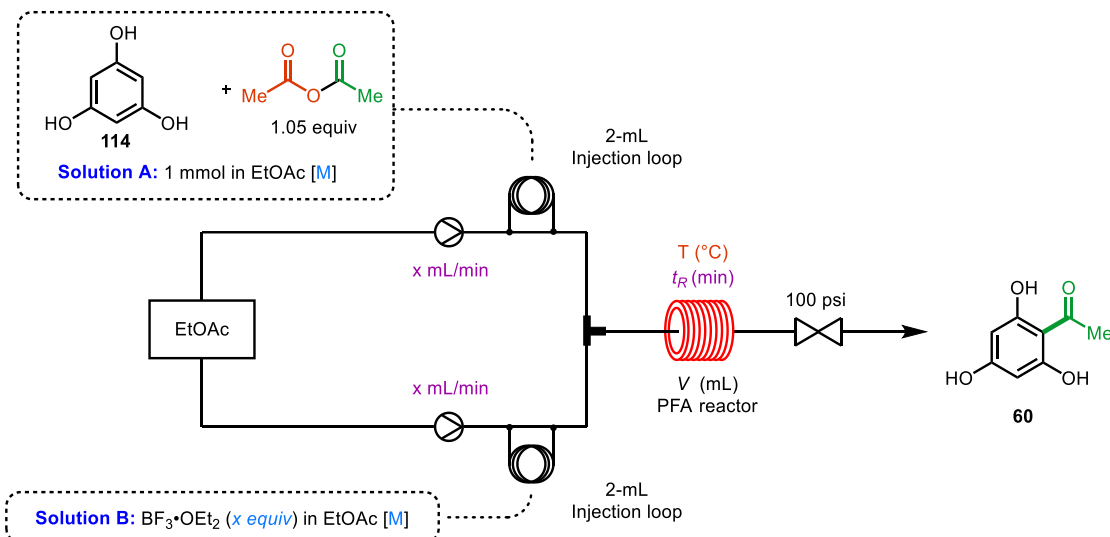 OH
HO
OH
114
+
O
O
Me
O
Me
1.05 equiv
Solution A: 1 mmol in EtOAc [M]
2-mL
Injection loop
x mL/min
EtOAc
x mL/min
T (°C)
tR (min)
V (mL)
PFA reactor
100 psi
OH
O
Me
HO
OH
60
2-mL
Injection loop
Solution B: BF3•OEt2 (x equiv) in EtOAc [M]